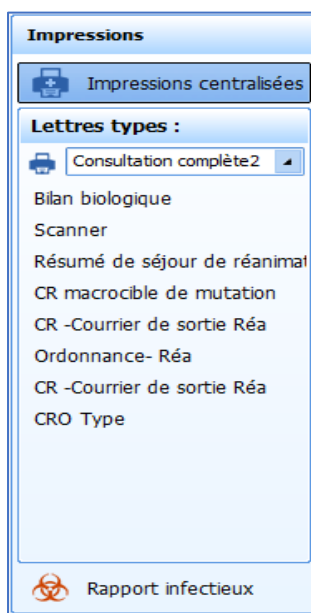 Impressions
Impressions centralisées
Lettres types :
Consultation complète2
Bilan biologique
Scanner
Résumé de séjour de réanimat
CR macrocible de mutation
CR -Courrier de sortie Réa
Ordonnance- Réa
CR -Courrier de sortie Réa
CRO Type
Rapport infectieux